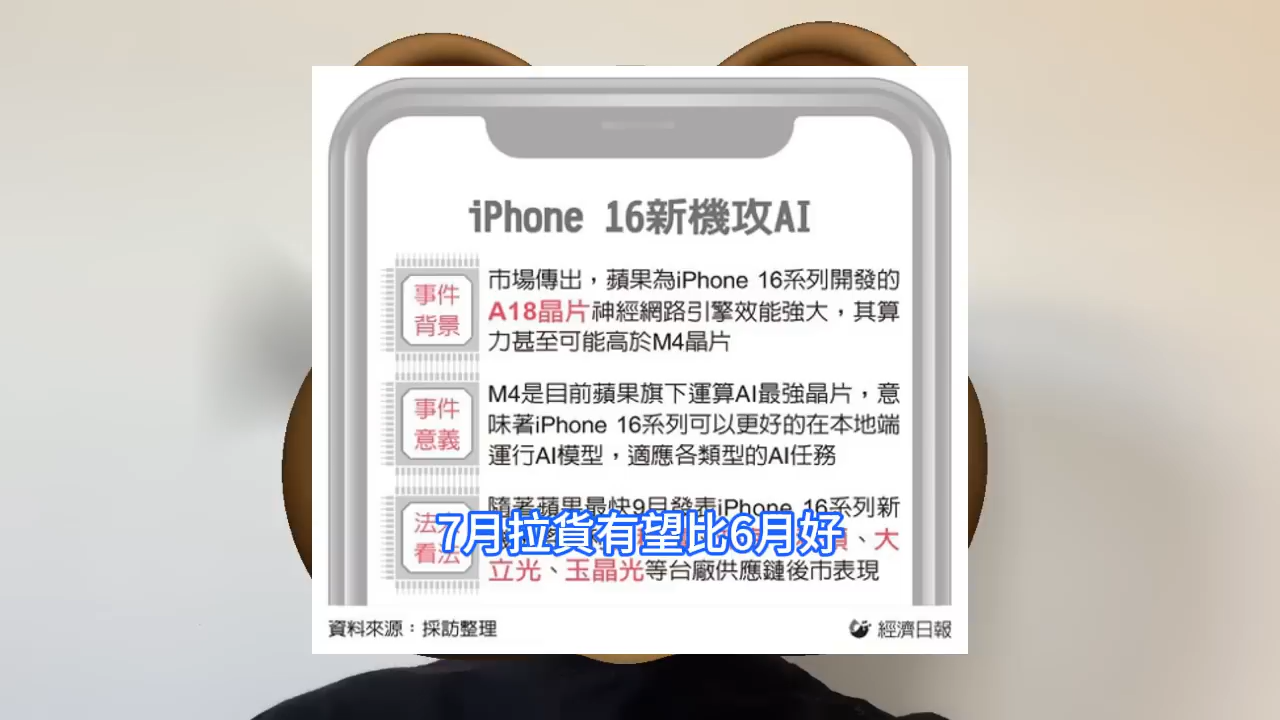 iPhone 16新機攻AI
事件
背景
市場傳出，蘋果為iPhone 16系列開發的
A18晶片神經網路引擎效能強大，其算
力甚至可能高於M4晶片
事件
意義
M4是目前蘋果旗下運算AI最強晶片，意
味著iPhone 16系列可以更好的在本地端
運行AI模型，適應各類型的AI任務
看法
隨著蘋果最快9月發表iPhone 16系列新
、大
立光、玉晶光等台廠供應鏈後市表現
7月拉貨有望比6月好
資料來源：採訪整理
經濟日報